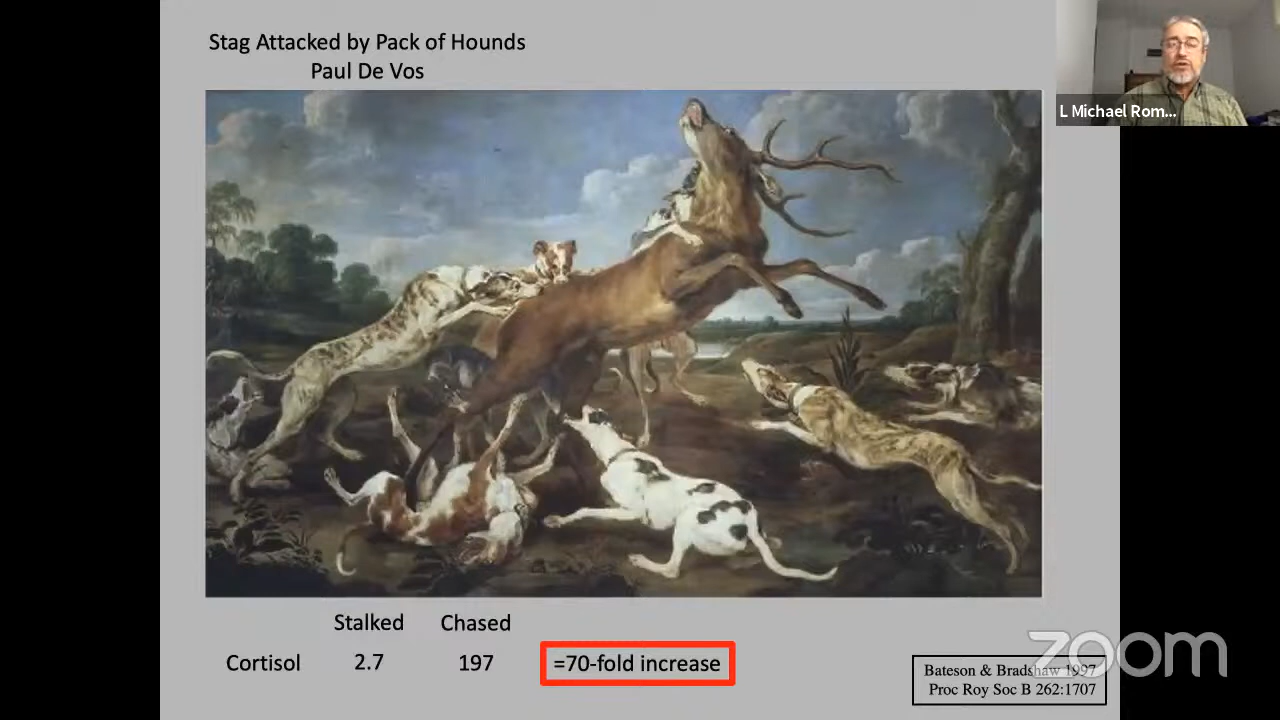 Stag Attacked by Pack of Hounds
Paul De Vos
L Michael Rom...
Stalked Chased
Cortisol 2.7 197 =70-fold increase
Bateson & Bradshaw 1997
Proc Roy Soc B 262:1707
zoom